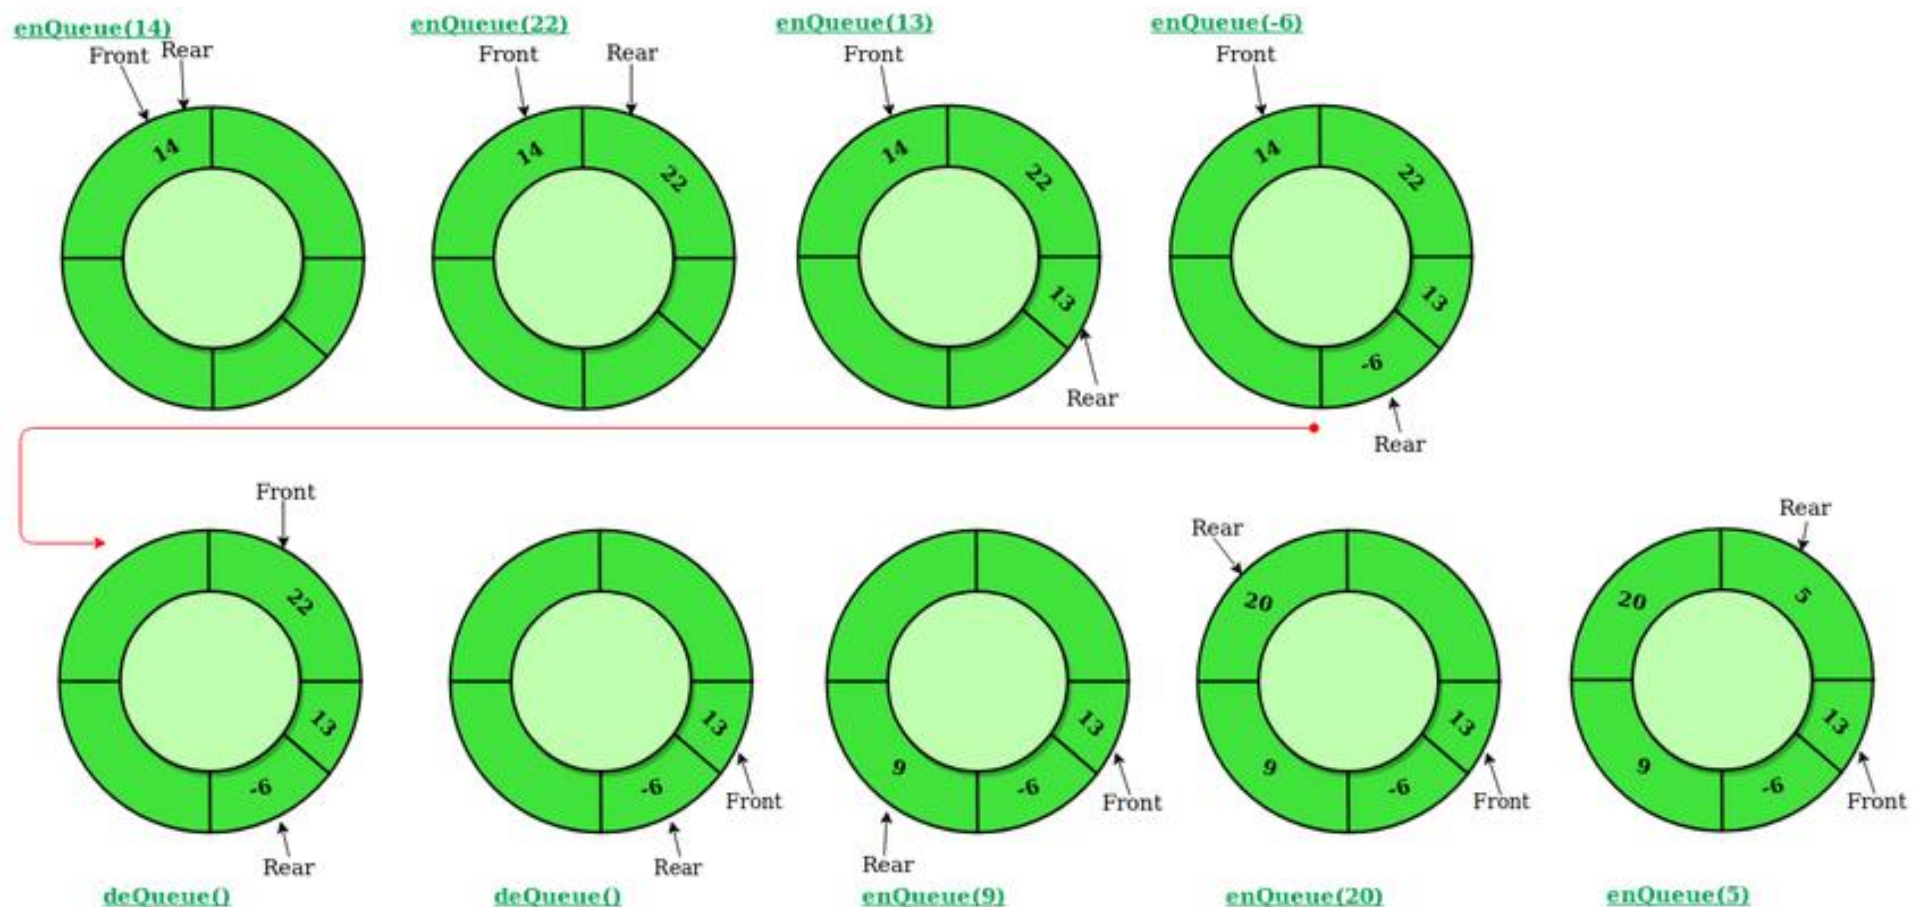 enQueue(14)
Front Rear
14
enQueue(22)
Front Rear
14
22
enQueue(13)
Front
14
22
13
Rear
enQueue(-6)
Front
14
22
13
-6
Rear
Front
22
13
-6
Rear
deQueue()
13
-6
Front
Rear
deQueue()
13
9
-6
Front
Rear
enQueue(9)
Rear
20
13
9
-6
Front
enQueue(20)
Rear
20
5
13
9
-6
Front
enQueue(5)